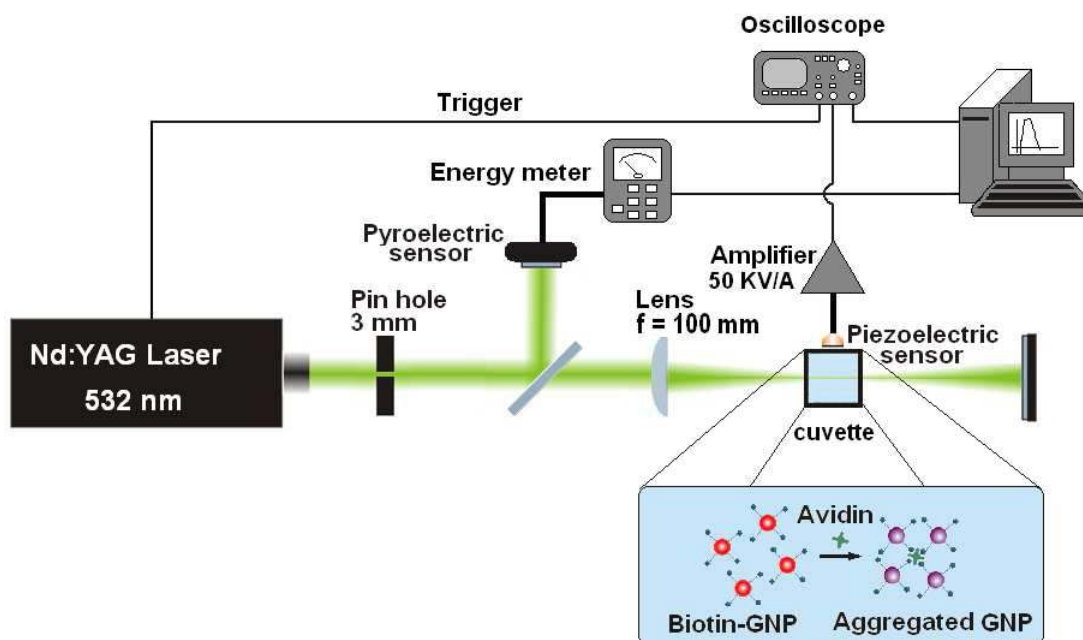 Oscilloscope
Trigger
Energy meter
Pyroelectric
sensor
Amplifier
50 KV/A
Pin hole
3 mm
Lens
f = 100 mm
Piezoelectric
sensor
Nd:YAG Laser
532 nm
cuvette
Avidin
Biotin-GNP
Aggregated GNP